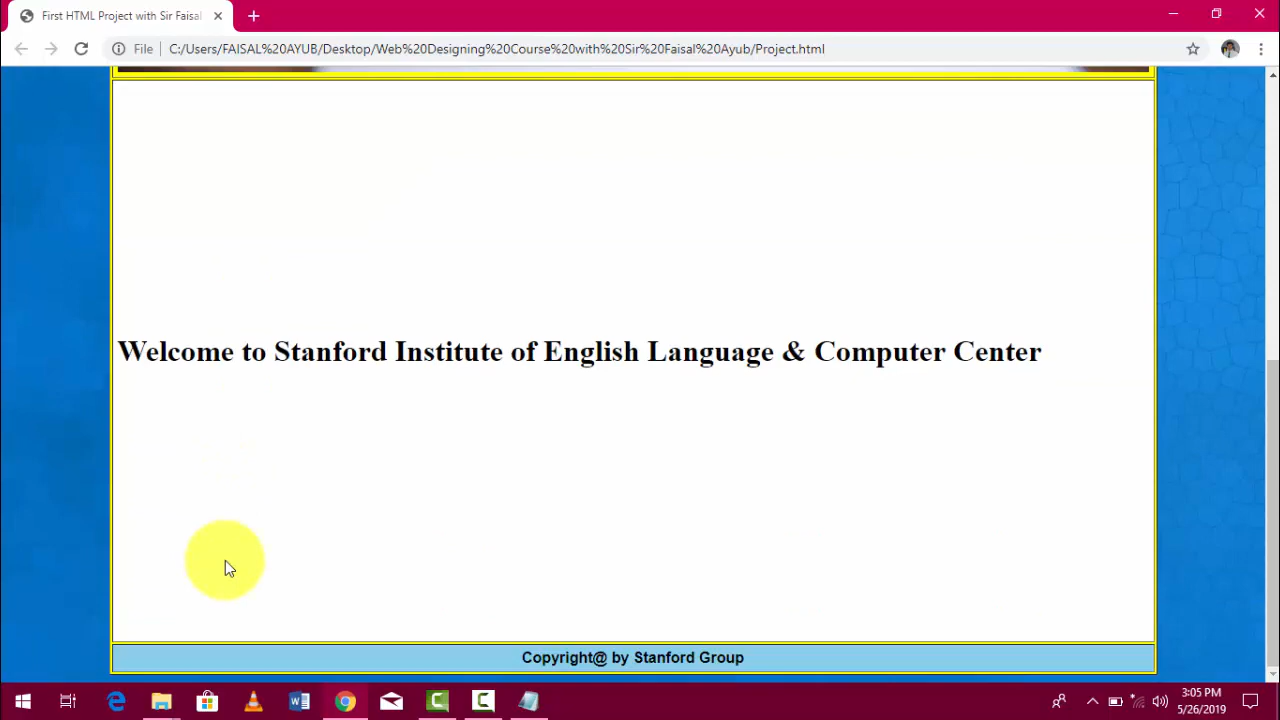 First HTML Project with Sir Faisal
File
C:/Users/FAISAL%20AYUB/Desktop/Web%20Designing%20Course%20with%20Sir%20Faisal%20Ayub/Project.html
Welcome to Stanford Institute of English Language & Computer Center
Copyright@ by Stanford Group
3:05 PM
5/26/2019